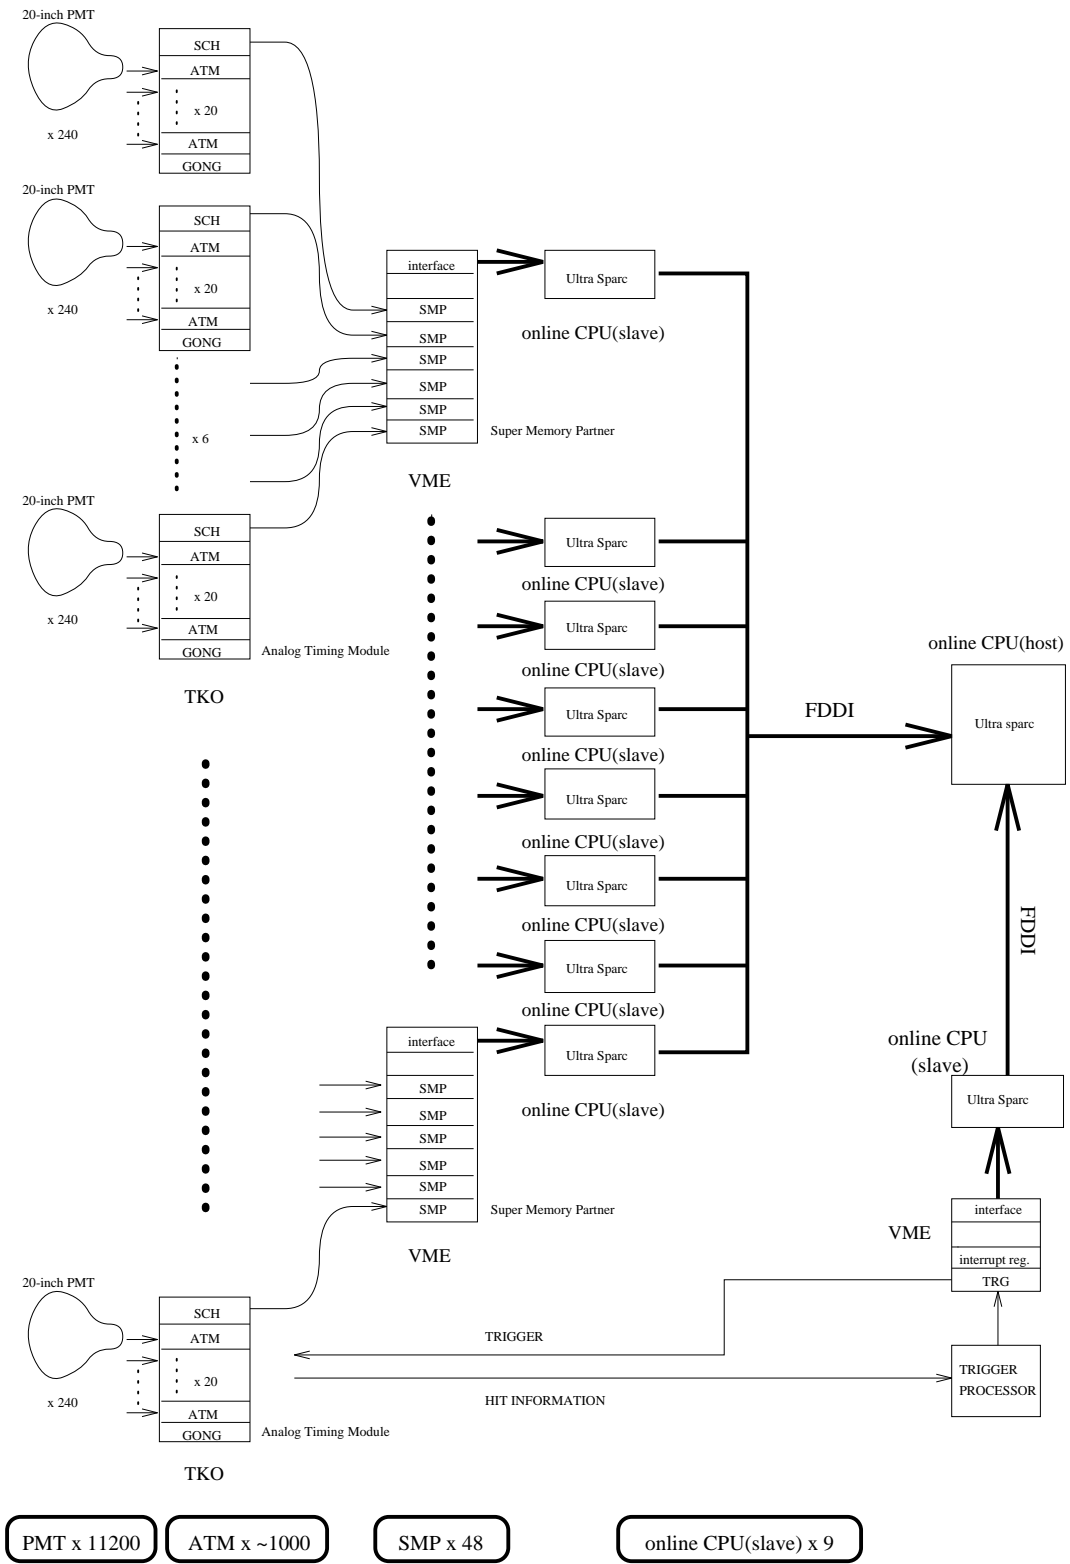 20-inch PMT
SCH
ATM
x 20
x 240
ATM
GONG
20-inch PMT
SCH
ATM
x 20
x 240
ATM
GONG
x 6
20-inch PMT
SCH
ATM
x 20
x 240
ATM
GONG
Analog Timing Module
TKO
interface
SMP
SMP
SMP
SMP
SMP
SMP
Super Memory Partner
VME
Ultra Sparc
online CPU(slave)
Ultra Sparc
online CPU(slave)
Ultra Sparc
online CPU(slave)
Ultra Sparc
online CPU(slave)
Ultra Sparc
online CPU(slave)
Ultra Sparc
online CPU(slave)
Ultra Sparc
online CPU(slave)
interface
SMP
SMP
SMP
SMP
SMP
SMP
Super Memory Partner
VME
Ultra Sparc
online CPU(slave)
FDDI
online CPU(host)
Ultra sparc
FDDI
online CPU
(slave)
Ultra Sparc
VME
interface
interrupt reg.
TRG
TRIGGER
HIT INFORMATION
TRIGGER
PROCESSOR
20-inch PMT
SCH
ATM
x 20
x 240
ATM
GONG
Analog Timing Module
TKO
PMT x 11200
ATM x ~1000
SMP x 48
online CPU(slave) x 9